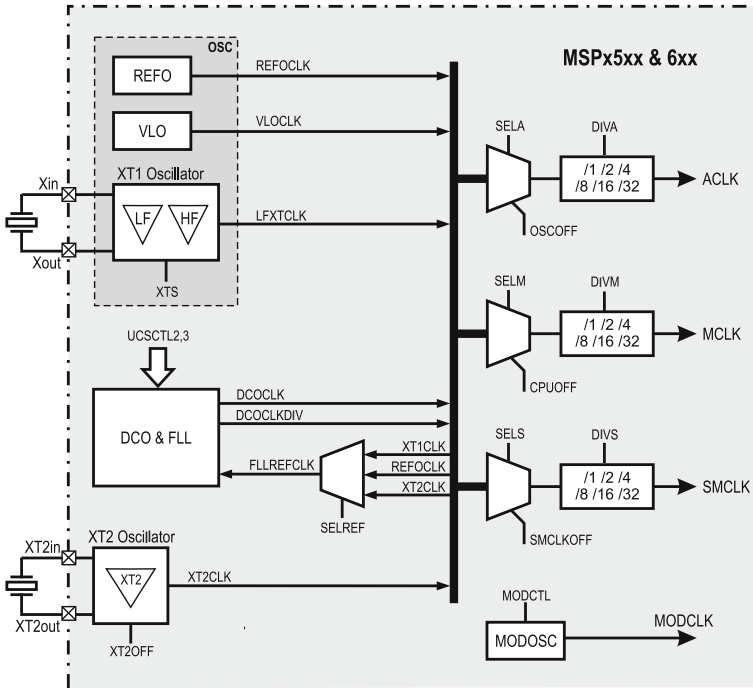 OSC
MSPx5xx & 6xx
REFO
REFOCLK
VLO
VLOCLK
XT1 Oscillator
Xin
Xout
LF
HF
LFXTCLK
XTS
SELA
DIVA
/1 /2 /4
/8 /16 /32
ACLK
OSCOFF
SELM
DIVM
/1 /2 /4
/8 /16 /32
MCLK
CPUOFF
UCSCTL2,3
DCO & FLL
DCOCLK
DCOCLKDIV
FLLREFCLK
XT1CLK
REFOCLK
XT2CLK
SELREF
SELS
DIVS
/1 /2 /4
/8 /16 /32
SMCLK
SMCLKOFF
XT2 Oscillator
XT2in
XT2out
XT2
XT2CLK
XT2OFF
MODCTL
MODOSC
MODCLK